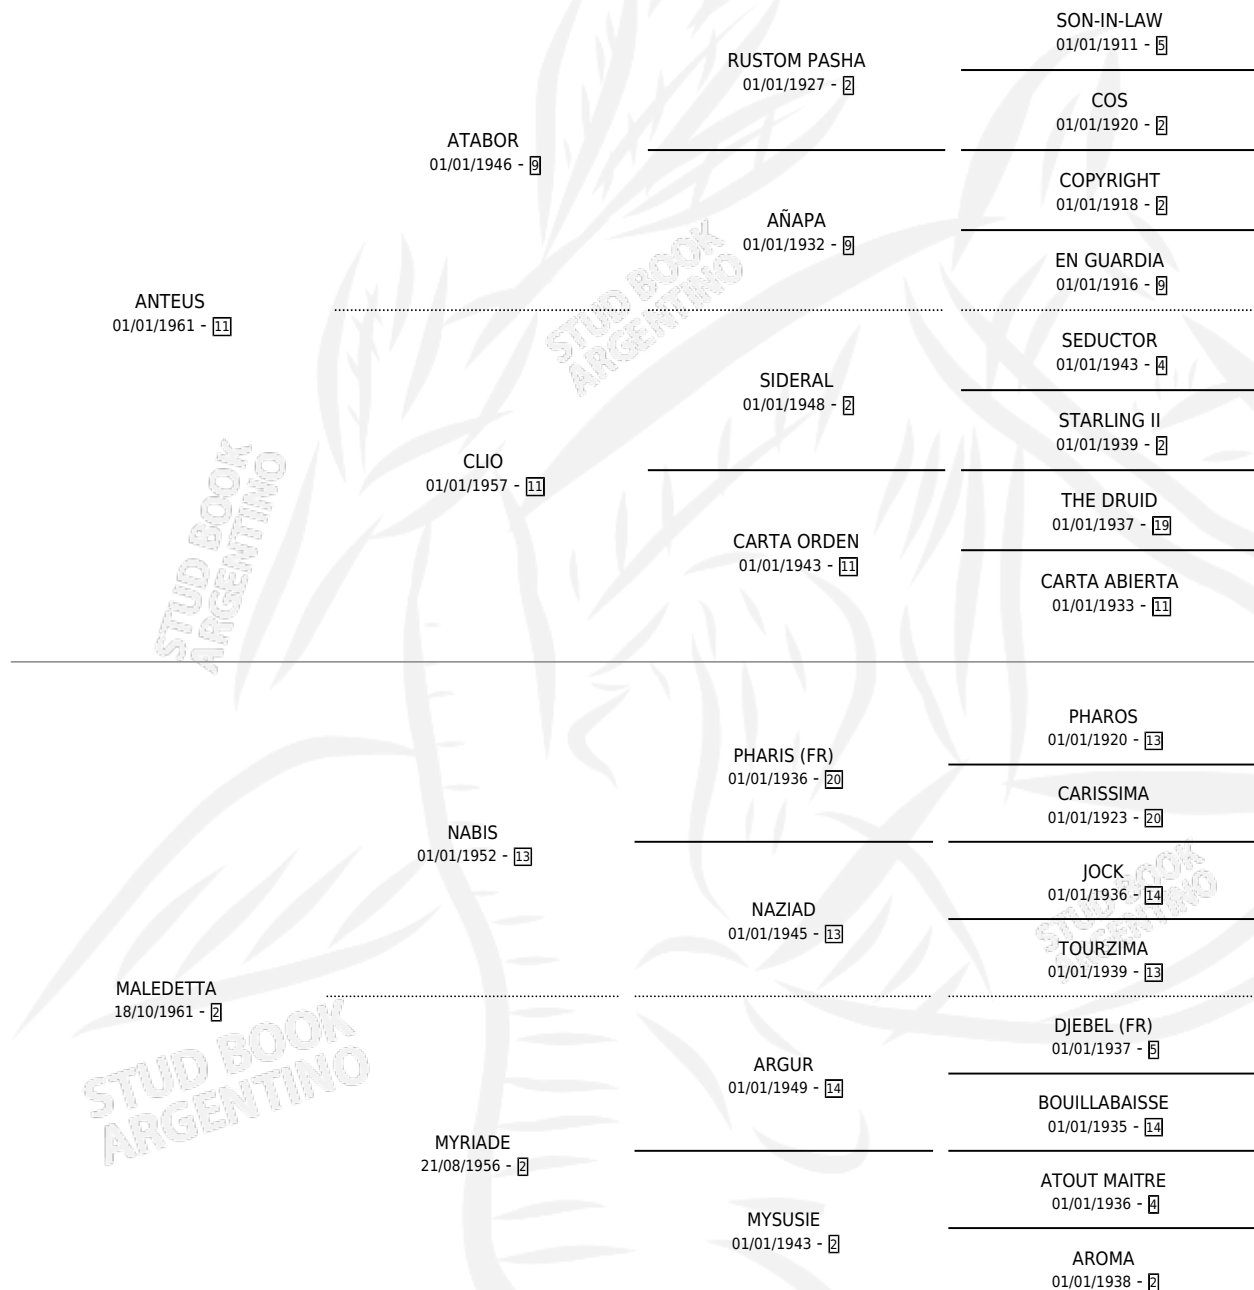 SON-IN-LAW
01/01/1911 - 5
RUSTOM PASHA
01/01/1927 - 2
COS
01/01/1920 - 2
ATABOR
01/01/1946 - 9
COPYRIGHT
01/01/1918 - 2
AÑAPA
01/01/1932 - 9
EN GUARDIA
01/01/1916 - 9
ANTEUS
01/01/1961 - 11
STUD BOOK
ARGENTINO
SEDUCTOR
01/01/1943 - 4
SIDERAL
01/01/1948 - 2
STARLING II
01/01/1939 - 2
CLIO
01/01/1957 - 11
THE DRUID
01/01/1937 - 19
CARTA ORDEN
01/01/1943 - 11
CARTA ABIERTA
01/01/1933 - 11
STUD BOOK
ARGENTINO
PHAROS
01/01/1920 - 13
PHARIS (FR)
01/01/1936 - 20
CARISSIMA
01/01/1923 - 20
NABIS
01/01/1952 - 13
JOCK
01/01/1936 - 14
NAZIAD
01/01/1945 - 13
TOURZIMA
01/01/1939 - 13
STUD BOOK
ARGENTINO
MALEDETTA
18/10/1961 - 2
DJEBEL (FR)
01/01/1937 - 5
ARGUR
01/01/1949 - 14
BOUILLABAISSE
01/01/1935 - 14
STUD BOOK
ARGENTINO
MYRIADE
21/08/1956 - 2
ATOUT MAITRE
01/01/1936 - 4
MYSUSIE
01/01/1943 - 2
AROMA
01/01/1938 - 2